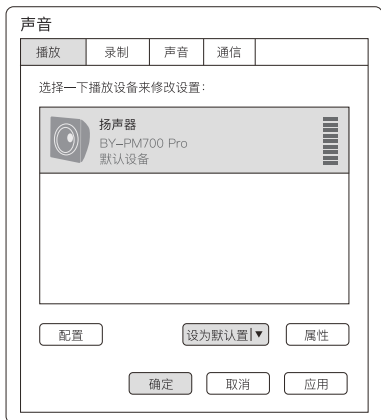 声音
播放 录制 声音 通信
选择一下播放设备来修改设置:
扬声器
BY-PM700 Pro
默认设备
配置 设为默认置 属性
确定 取消 应用